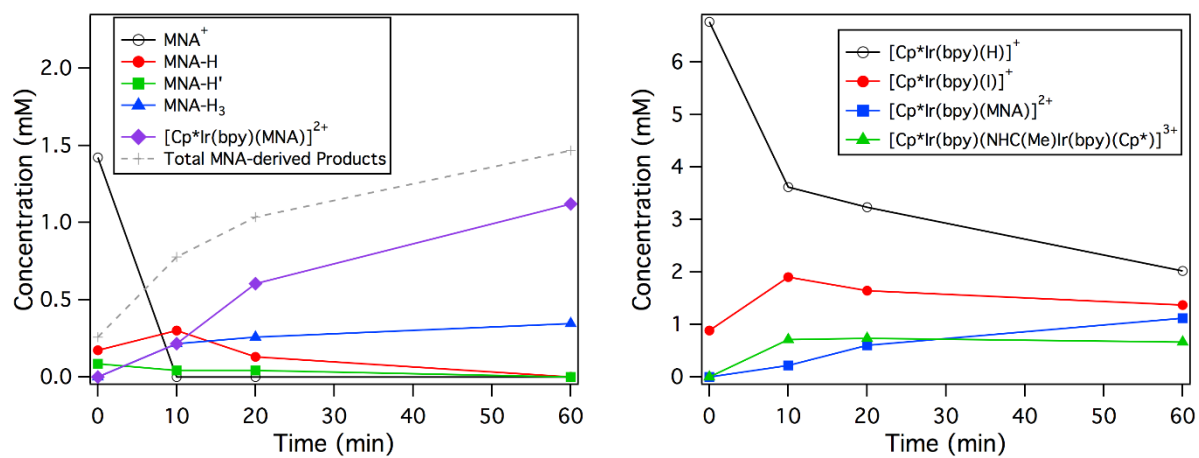 MNA+
MNA-H
MNA-H'
MNA-H3
[Cp*Ir(bpy)(MNA)]2+
Total MNA-derived Products
2.0
1.5
1.0
0.5
0.0
Concentration (mM)
0 10 20 30 40 50 60
Time (min)
[Cp*Ir(bpy)(H)]+
[Cp*Ir(bpy)(I)]+
[Cp*Ir(bpy)(MNA)]2+
[Cp*Ir(bpy)(NHC(Me)Ir(bpy)(Cp*)]3+
6
5
4
3
2
1
0
Concentration (mM)
0 10 20 30 40 50 60
Time (min)